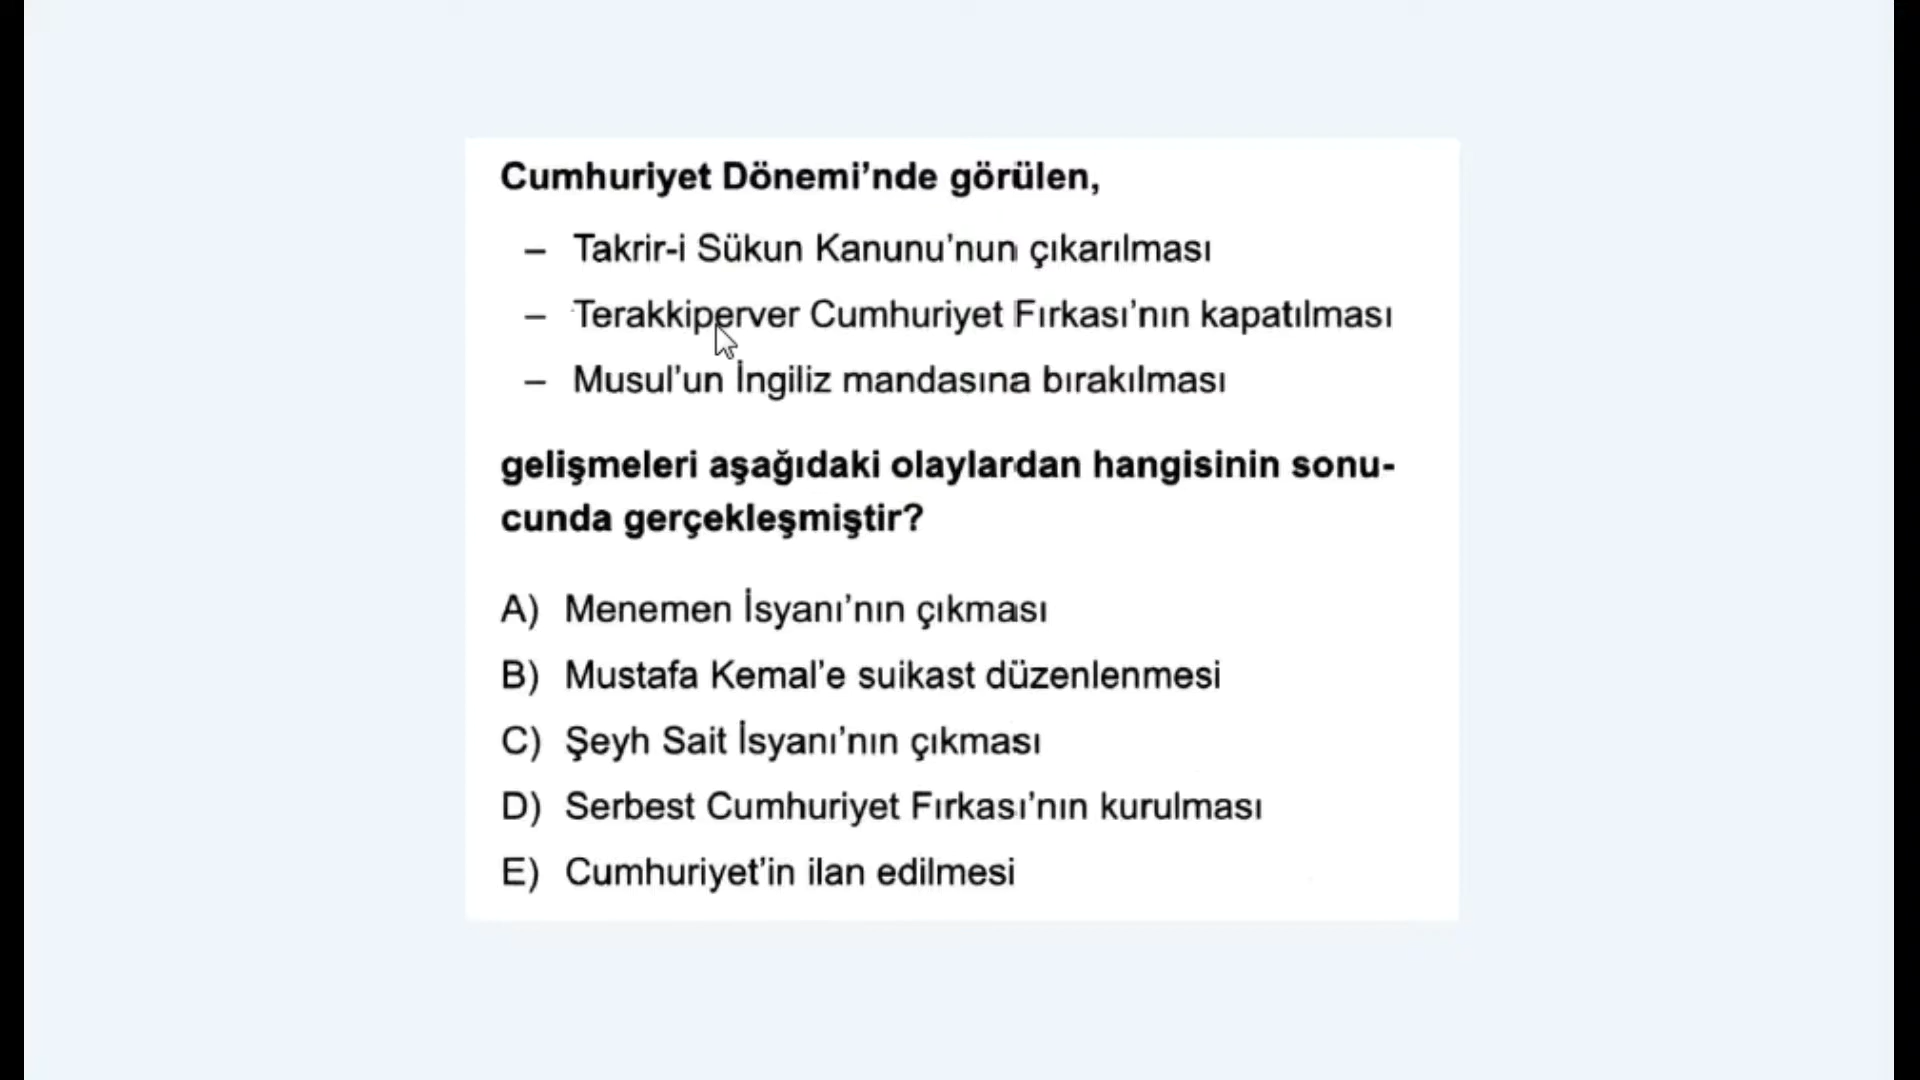 Cumhuriyet Dönemi’nde görülen,
– Takrir-i Sükun Kanunu’nun çıkarılması
– Terakkiperver Cumhuriyet Fırkası’nın kapatılması
– Musul’un İngiliz mandasına bırakılması
gelişmeleri aşağıdaki olaylardan hangisinin sonu-
cunda gerçekleşmiştir?
A) Menemen İsyanı’nın çıkması
B) Mustafa Kemal’e suikast düzenlenmesi
C) Şeyh Sait İsyanı’nın çıkması
D) Serbest Cumhuriyet Fırkası’nın kurulması
E) Cumhuriyet’in ilan edilmesi